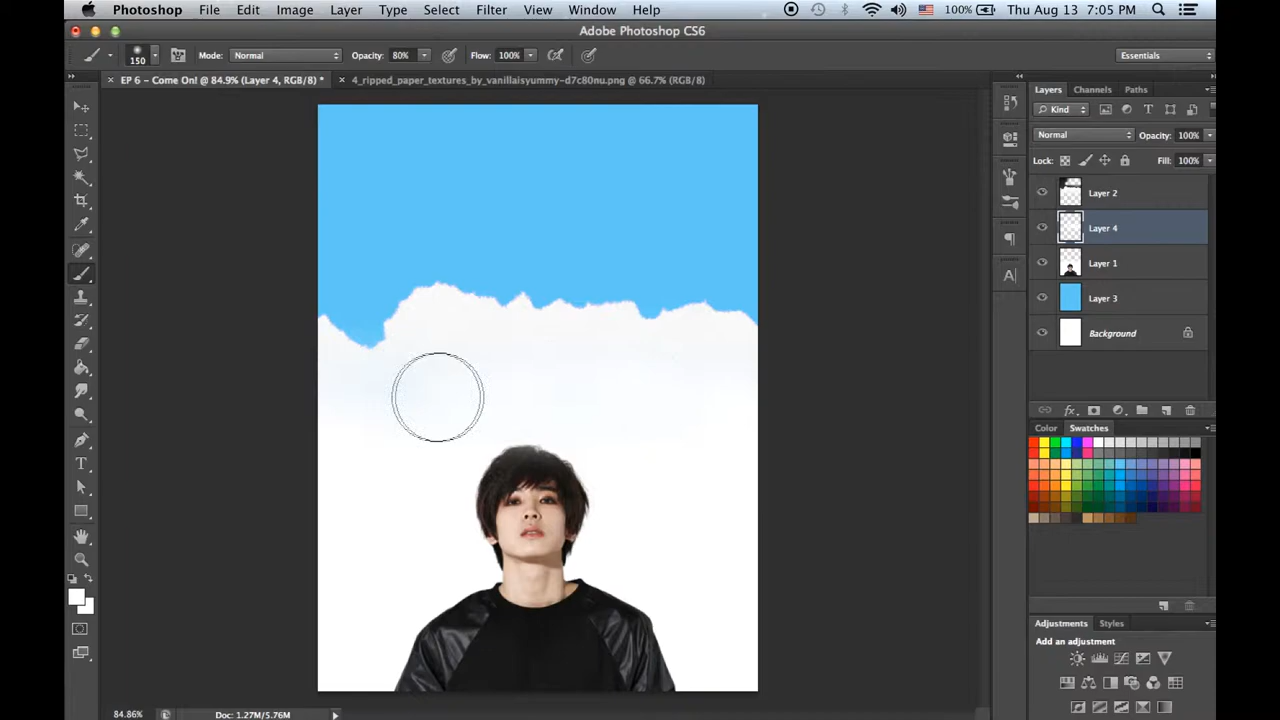 Photoshop File Edit Image Layer Type Select Filter View Window Help 100% Thu Aug 13 7:05 PM
Adobe Photoshop CS6
150 Mode: Normal Opacity: 80% Flow: 100% Essentials
EP 6 - Come On! @ 84.9% (Layer 4, RGB/8) * 4_ripped_paper_textures_by_vanillaisyummy-d7c80nu.png @ 66.7% (RGB/8)
Layers Channels Paths
Kind
Normal Opacity: 100%
Lock: Fill: 100%
Layer 2
Layer 4
Layer 1
Layer 3
Background
fx
Color Swatches
Adjustments Styles
Add an adjustment
84.86% Doc: 1.27M/5.76M